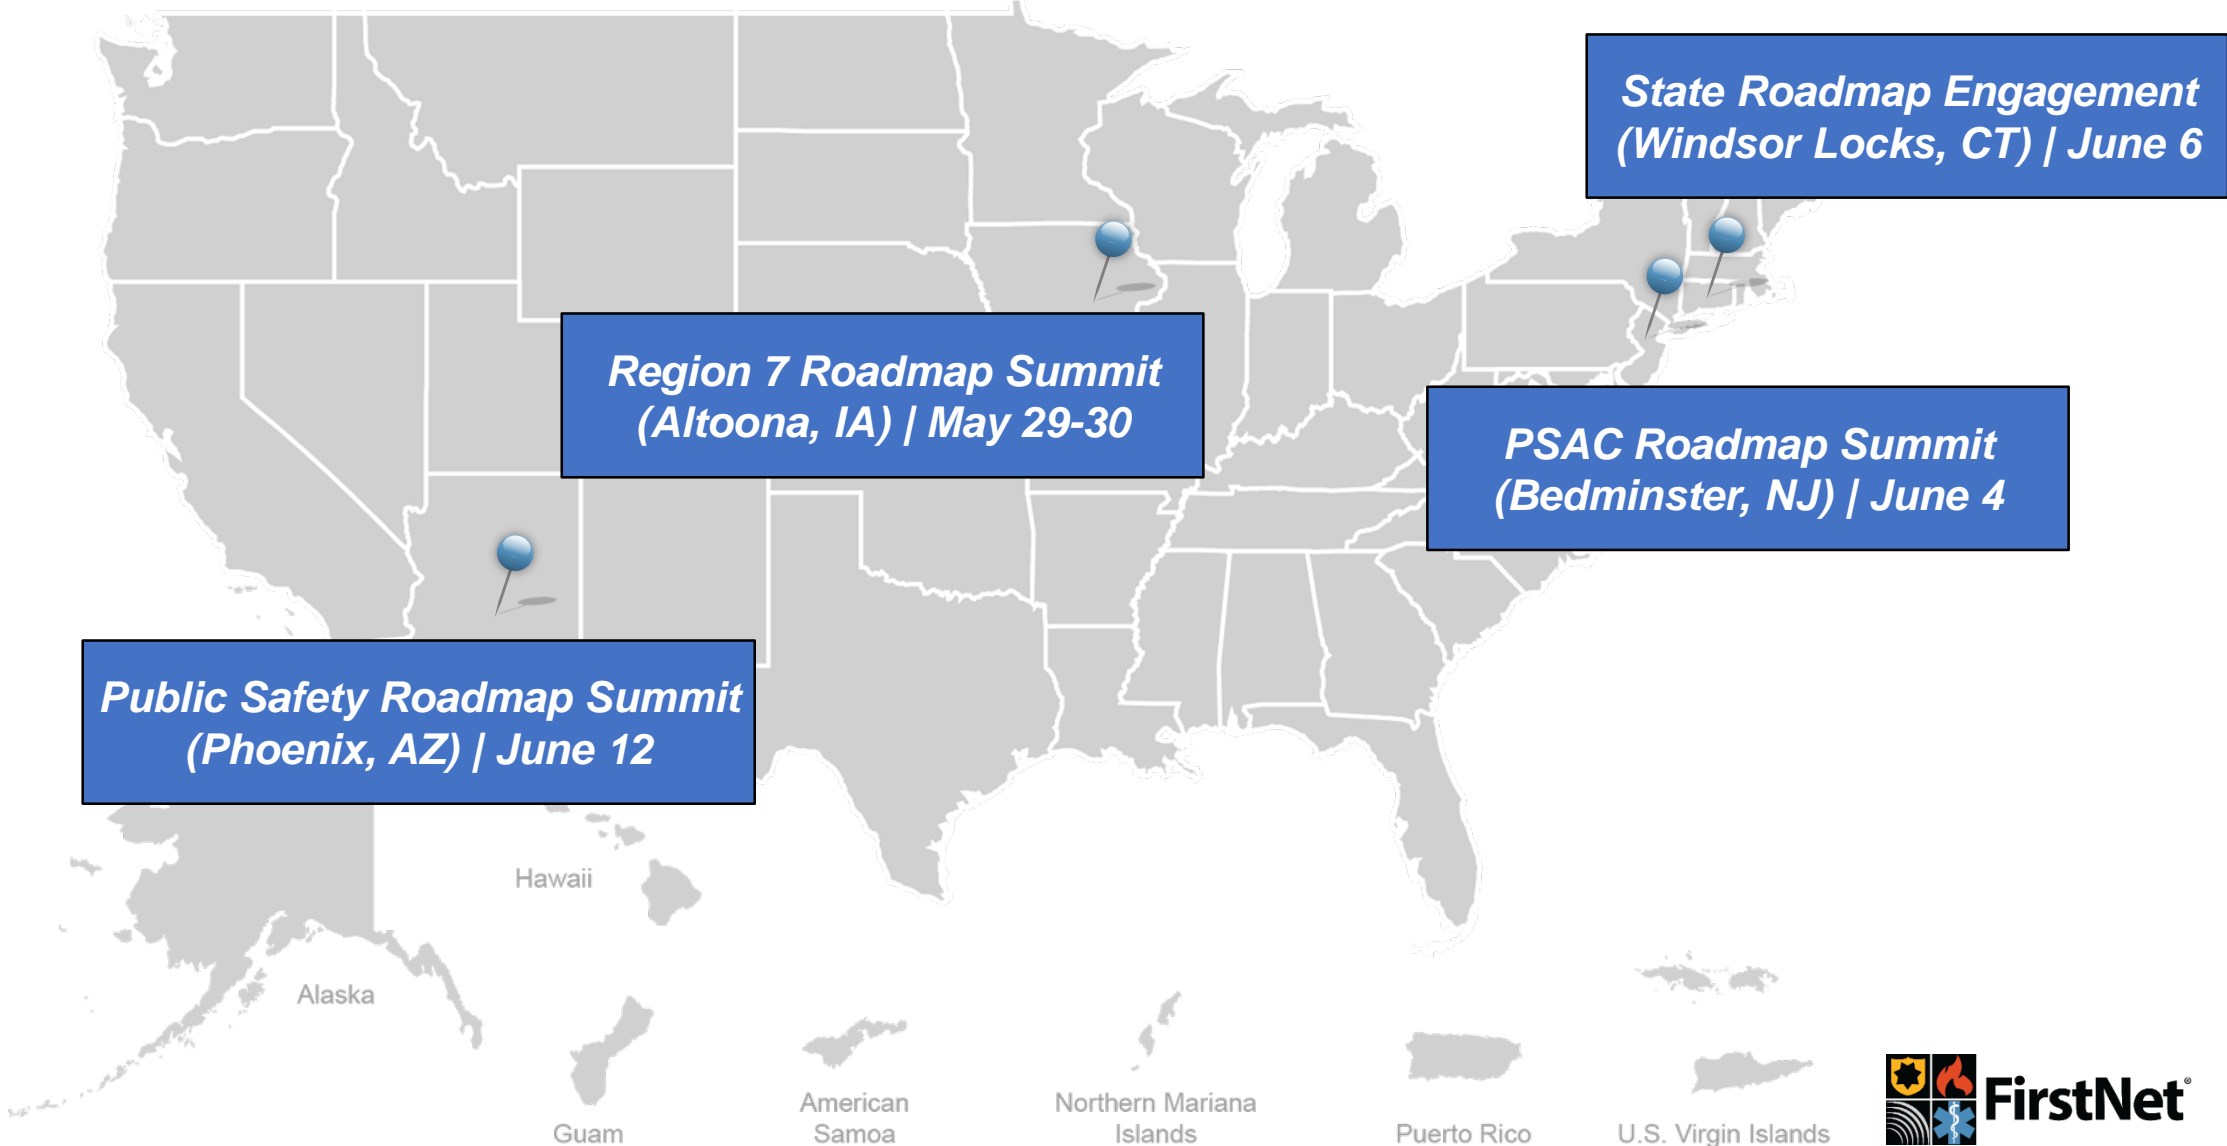 State Roadmap Engagement
(Windsor Locks, CT) | June 6
Region 7 Roadmap Summit
(Altoona, IA) | May 29-30
PSAC Roadmap Summit
(Bedminster, NJ) | June 4
Public Safety Roadmap Summit
(Phoenix, AZ) | June 12
Hawaii
Alaska
Guam
American
Samoa
Northern Mariana
Islands
Puerto Rico
U.S. Virgin Islands
FirstNet®